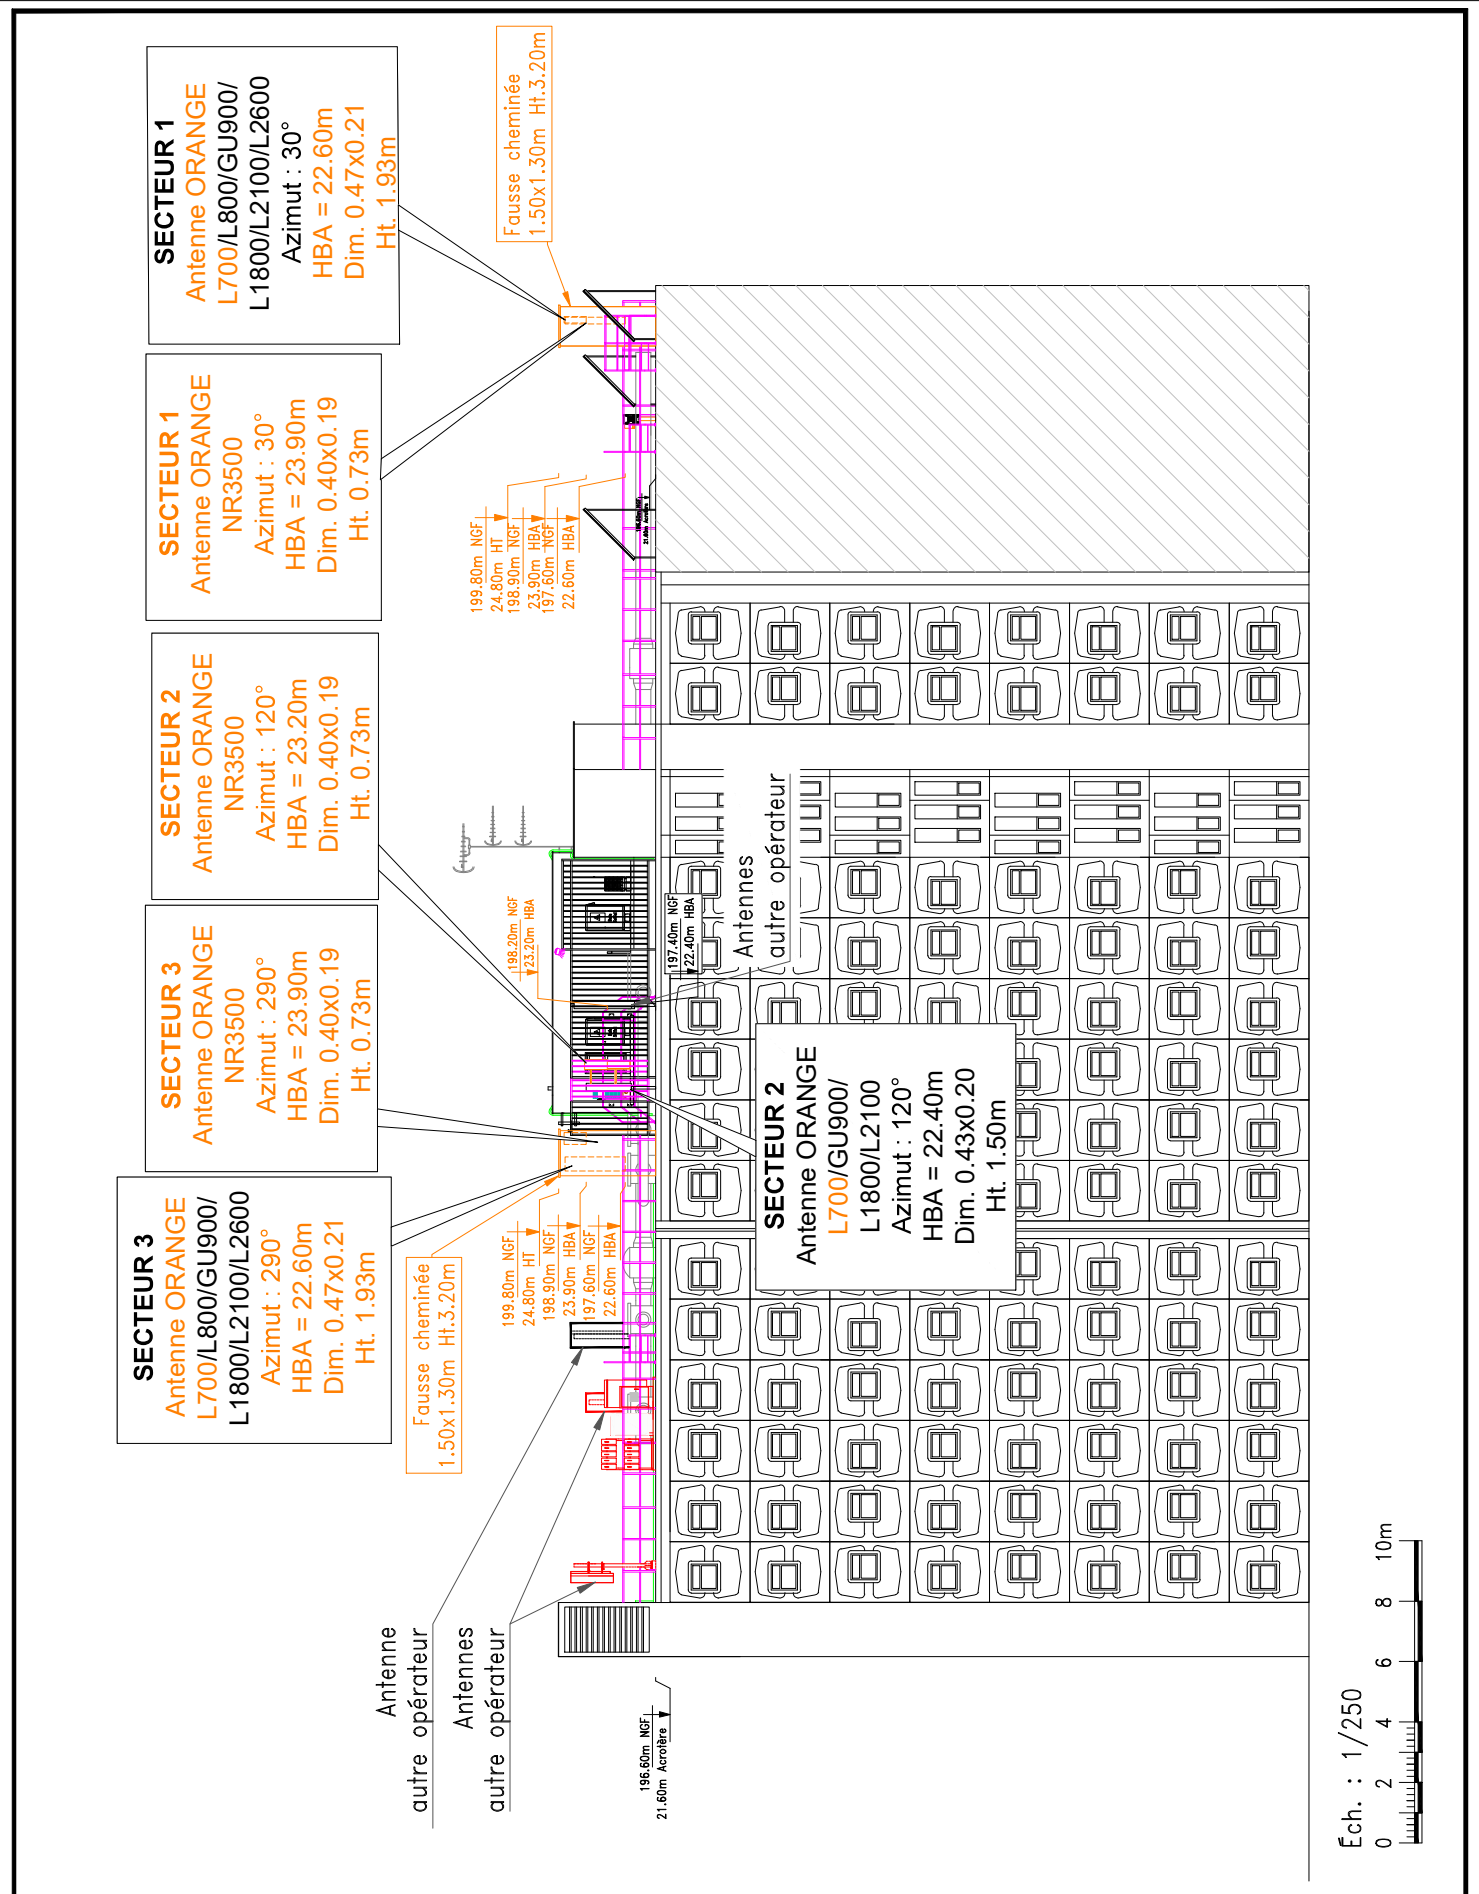 SECTEUR 3
Antenne ORANGE
L700/L800/GU900/
L1800/L2100/L2600
Azimut : 290°
HBA = 22.60m
Dim. 0.47x0.21
Ht. 1.93m
SECTEUR 3
Antenne ORANGE
NR3500
Azimut : 290°
HBA = 23.90m
Dim. 0.40x0.19
Ht. 0.73m
SECTEUR 2
Antenne ORANGE
NR3500
Azimut : 120°
HBA = 23.20m
Dim. 0.40x0.19
Ht. 0.73m
SECTEUR 1
Antenne ORANGE
NR3500
Azimut : 30°
HBA = 23.90m
Dim. 0.40x0.19
Ht. 0.73m
SECTEUR 1
Antenne ORANGE
L700/L800/GU900/
L1800/L2100/L2600
Azimut : 30°
HBA = 22.60m
Dim. 0.47x0.21
Ht. 1.93m
Fausse cheminée
1.50x1.30m Ht.3.20m
Fausse cheminée
1.50x1.30m Ht.3.20m
199.80m NGF
24.80m HT
198.90m NGF
23.90m HBA
197.60m NGF
22.60m HBA
198.20m NGF
23.20m HBA
199.80m NGF
24.80m HT
198.90m NGF
23.90m HBA
197.60m NGF
22.60m HBA
196.60m NGF
21.60m Acrotère
Antenne
autre opérateur
Antennes
autre opérateur
196.60m NGF
21.60m Acrotère
197.40m NGF
22.40m HBA
Antennes
autre opérateur
SECTEUR 2
Antenne ORANGE
L700/GU900/
L1800/L2100
Azimut : 120°
HBA = 22.40m
Dim. 0.43x0.20
Ht. 1.50m
Éch. : 1/250
0 2 4 6 8 10m